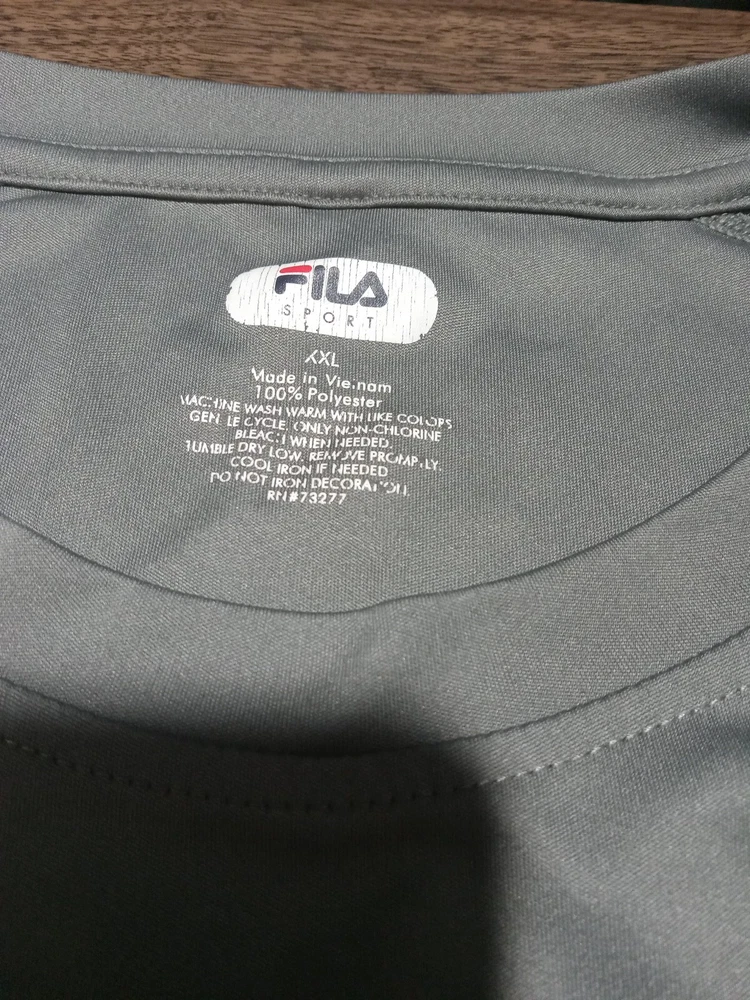 FILA
SPORT
XXL
Made in Vietnam
100% Polyester
MACHINE WASH WARM WITH LIKE COLORS
GENTLE CYCLE, ONLY NON-CHLORINE
BLEACH WHEN NEEDED.
TUMBLE DRY LOW. REMOVE PROMPTLY.
COOL IRON IF NEEDED
DO NOT IRON DECORATION.
RN#73277